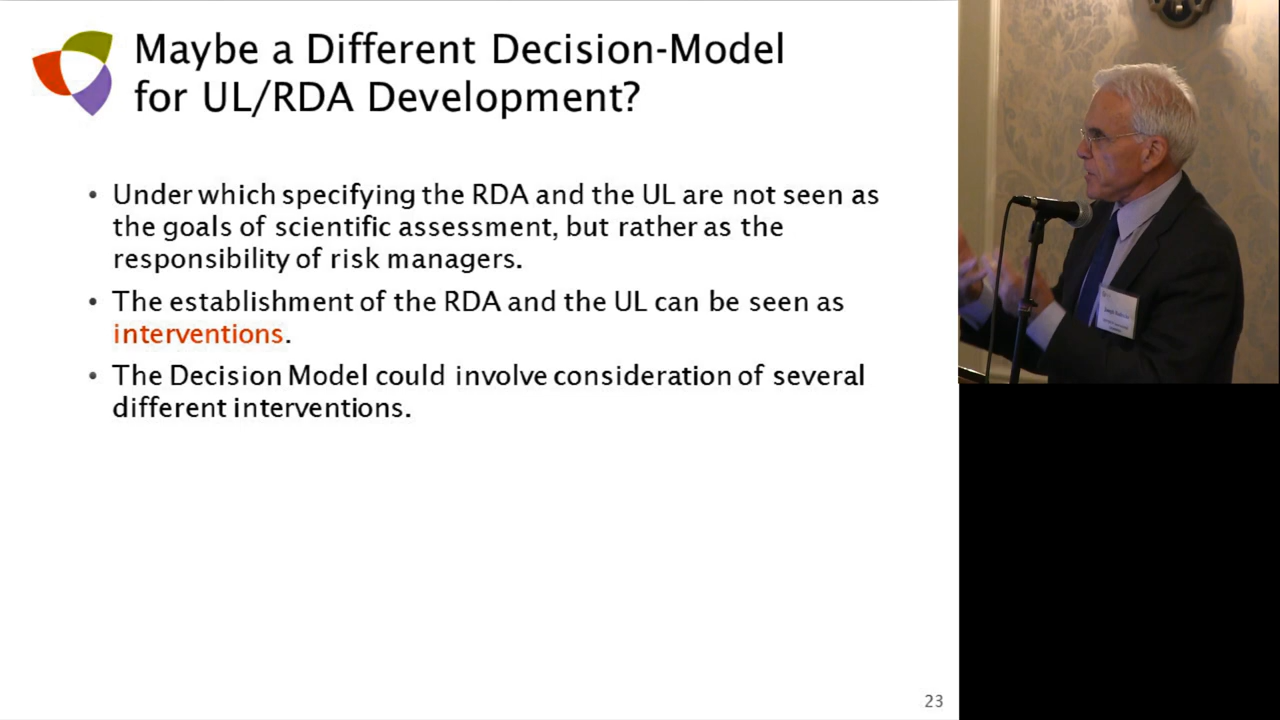 Maybe a Different Decision-Model
for UL/RDA Development?
• Under which specifying the RDA and the UL are not seen as
the goals of scientific assessment, but rather as the
responsibility of risk managers.
• The establishment of the RDA and the UL can be seen as
interventions.
• The Decision Model could involve consideration of several
different interventions.
23